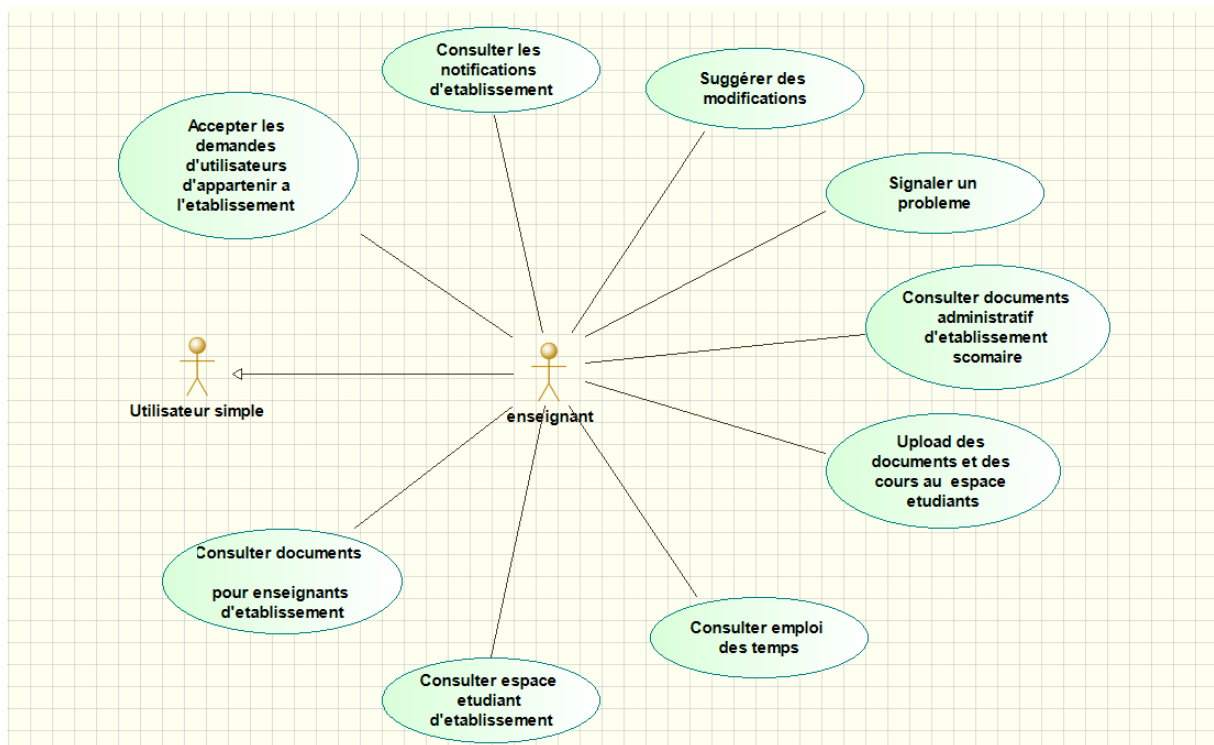 Consulter les
notifications
d'etablissement
Suggérer des
modifications
Accepter les
demandes
d'utilisateurs
d'appartenir a
l'etablissement
Signaler un
probleme
Consulter documents
administratif
d'etablissement
scomaire
Utilisateur simple
enseignant
Upload des
documents et des
cours au espace
etudiants
Consulter documents
pour enseignants
d'etablissement
Consulter emploi
des temps
Consulter espace
etudiant
d'etablissement